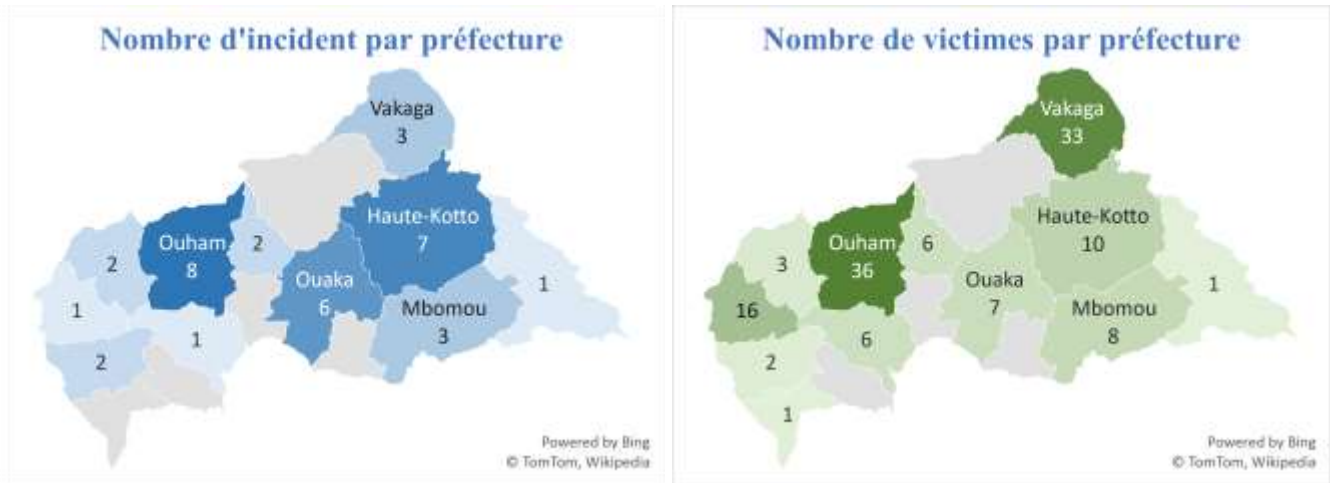 Nombre d'incident par préfecture
Vakaga
3
Haute-Kotto
7
Ouham
8
2
2
Ouaka
6
1
1
Mbomou
3
1
2
Powered by Bing
© TomTom, Wikipedia
Nombre de victimes par préfecture
Vakaga
33
Haute-Kotto
10
Ouham
36
6
3
Ouaka
7
1
16
Mbomou
8
6
2
1
Powered by Bing
© TomTom, Wikipedia